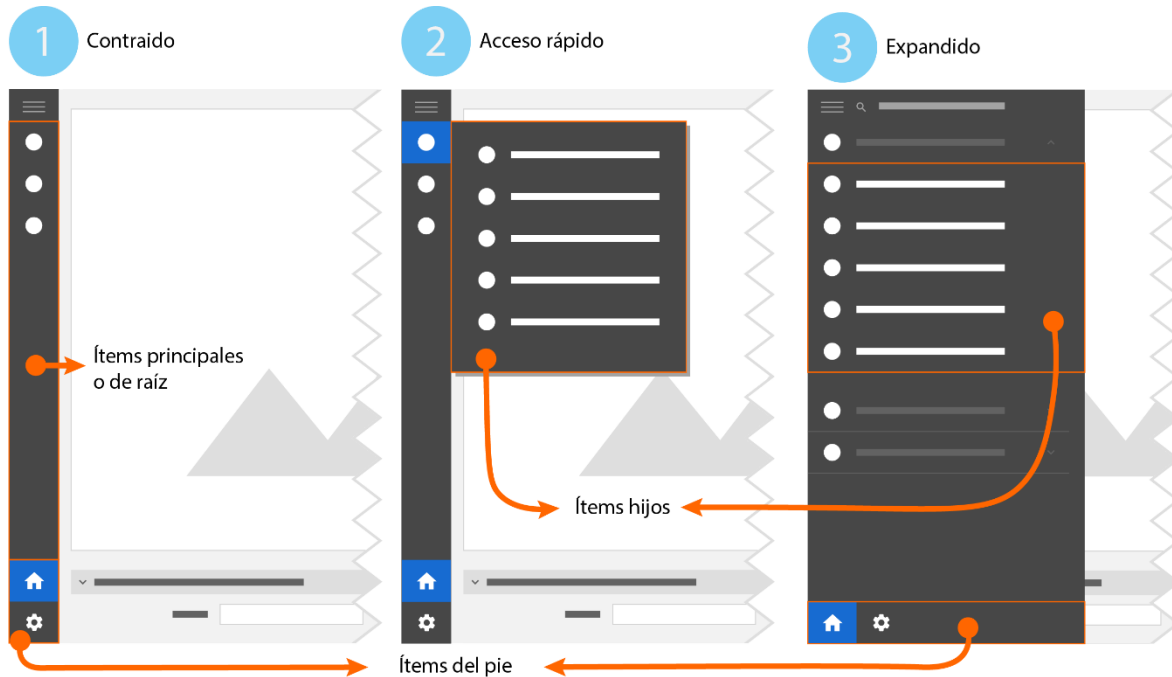 1
Contraido
2
Acceso rápido
3
Expandido
Ítems principales
o de raíz
Ítems hijos
Ítems del pie